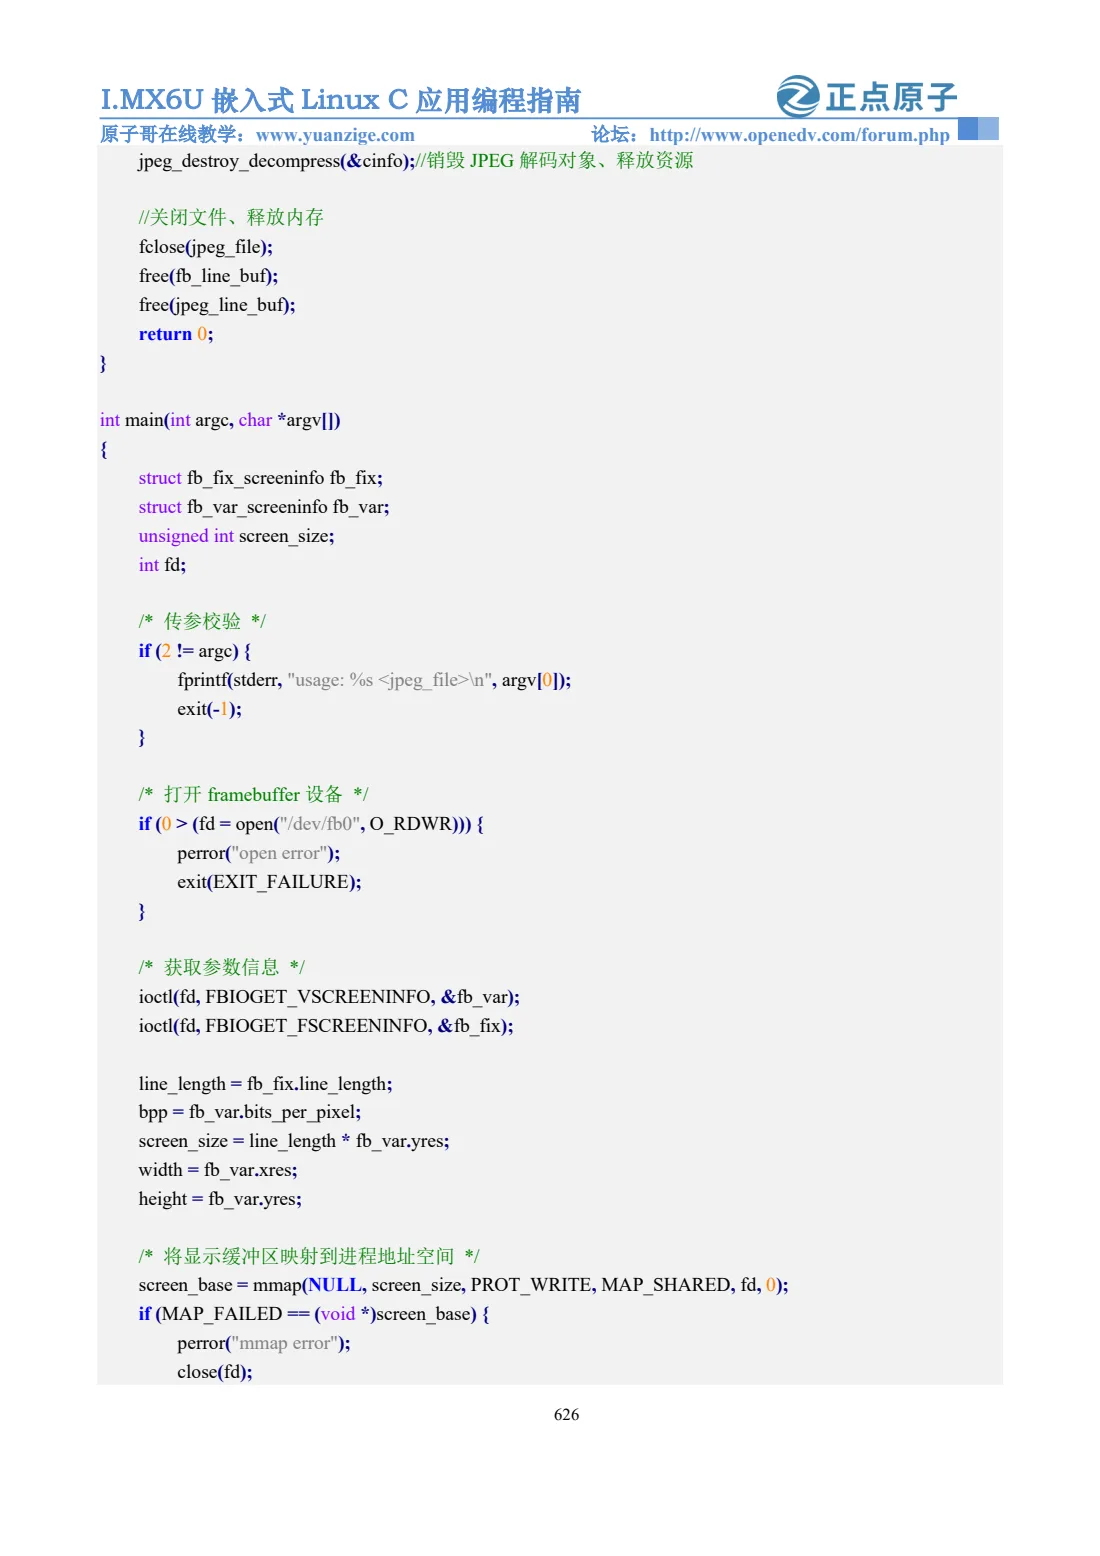 I.MX6U 嵌入式 Linux C 应用编程指南
正点原子
原子哥在线教学：www.yuanzige.com 论坛：http://www.openedv.com/forum.php
jpeg_destroy_decompress(&cinfo);//销毁 JPEG 解码对象、释放资源
//关闭文件、释放内存
fclose(jpeg_file);
free(fb_line_buf);
free(jpeg_line_buf);
return 0;
}
int main(int argc, char *argv[])
{
struct fb_fix_screeninfo fb_fix;
struct fb_var_screeninfo fb_var;
unsigned int screen_size;
int fd;
/* 传参校验 */
if (2 != argc) {
fprintf(stderr, "usage: %s <jpeg_file>\n", argv[0]);
exit(-1);
}
/* 打开 framebuffer 设备 */
if (0 > (fd = open("/dev/fb0", O_RDWR))) {
perror("open error");
exit(EXIT_FAILURE);
}
/* 获取参数信息 */
ioctl(fd, FBIOGET_VSCREENINFO, &fb_var);
ioctl(fd, FBIOGET_FSCREENINFO, &fb_fix);
line_length = fb_fix.line_length;
bpp = fb_var.bits_per_pixel;
screen_size = line_length * fb_var.yres;
width = fb_var.xres;
height = fb_var.yres;
/* 将显示缓冲区映射到进程地址空间 */
screen_base = mmap(NULL, screen_size, PROT_WRITE, MAP_SHARED, fd, 0);
if (MAP_FAILED == (void *)screen_base) {
perror("mmap error");
close(fd);
626